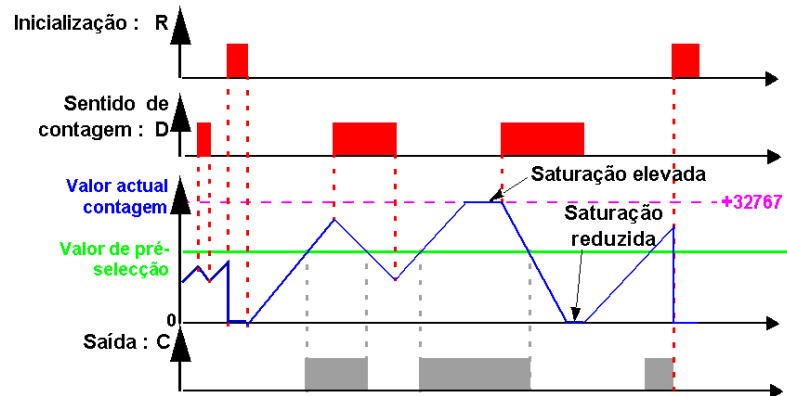 Inicialização : R
Sentido de
contagem : D
Valor actual
contagem
Saturação elevada
+32767
Saturação
reduzida
Valor de pré-
selecção
0
Saída : C